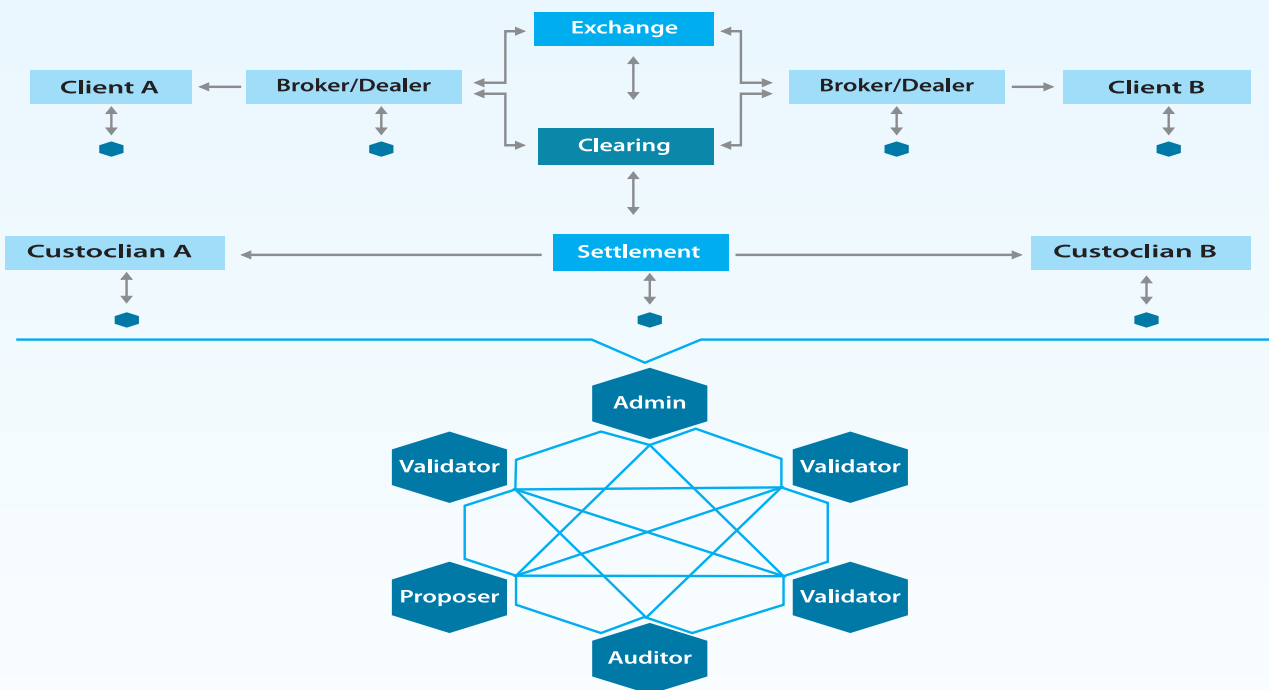 Exchange
Client A
Broker/Dealer
Broker/Dealer
Client B
Clearing
Custoclian A
Settlement
Custoclian B
Admin
Validator
Validator
Proposer
Validator
Auditor